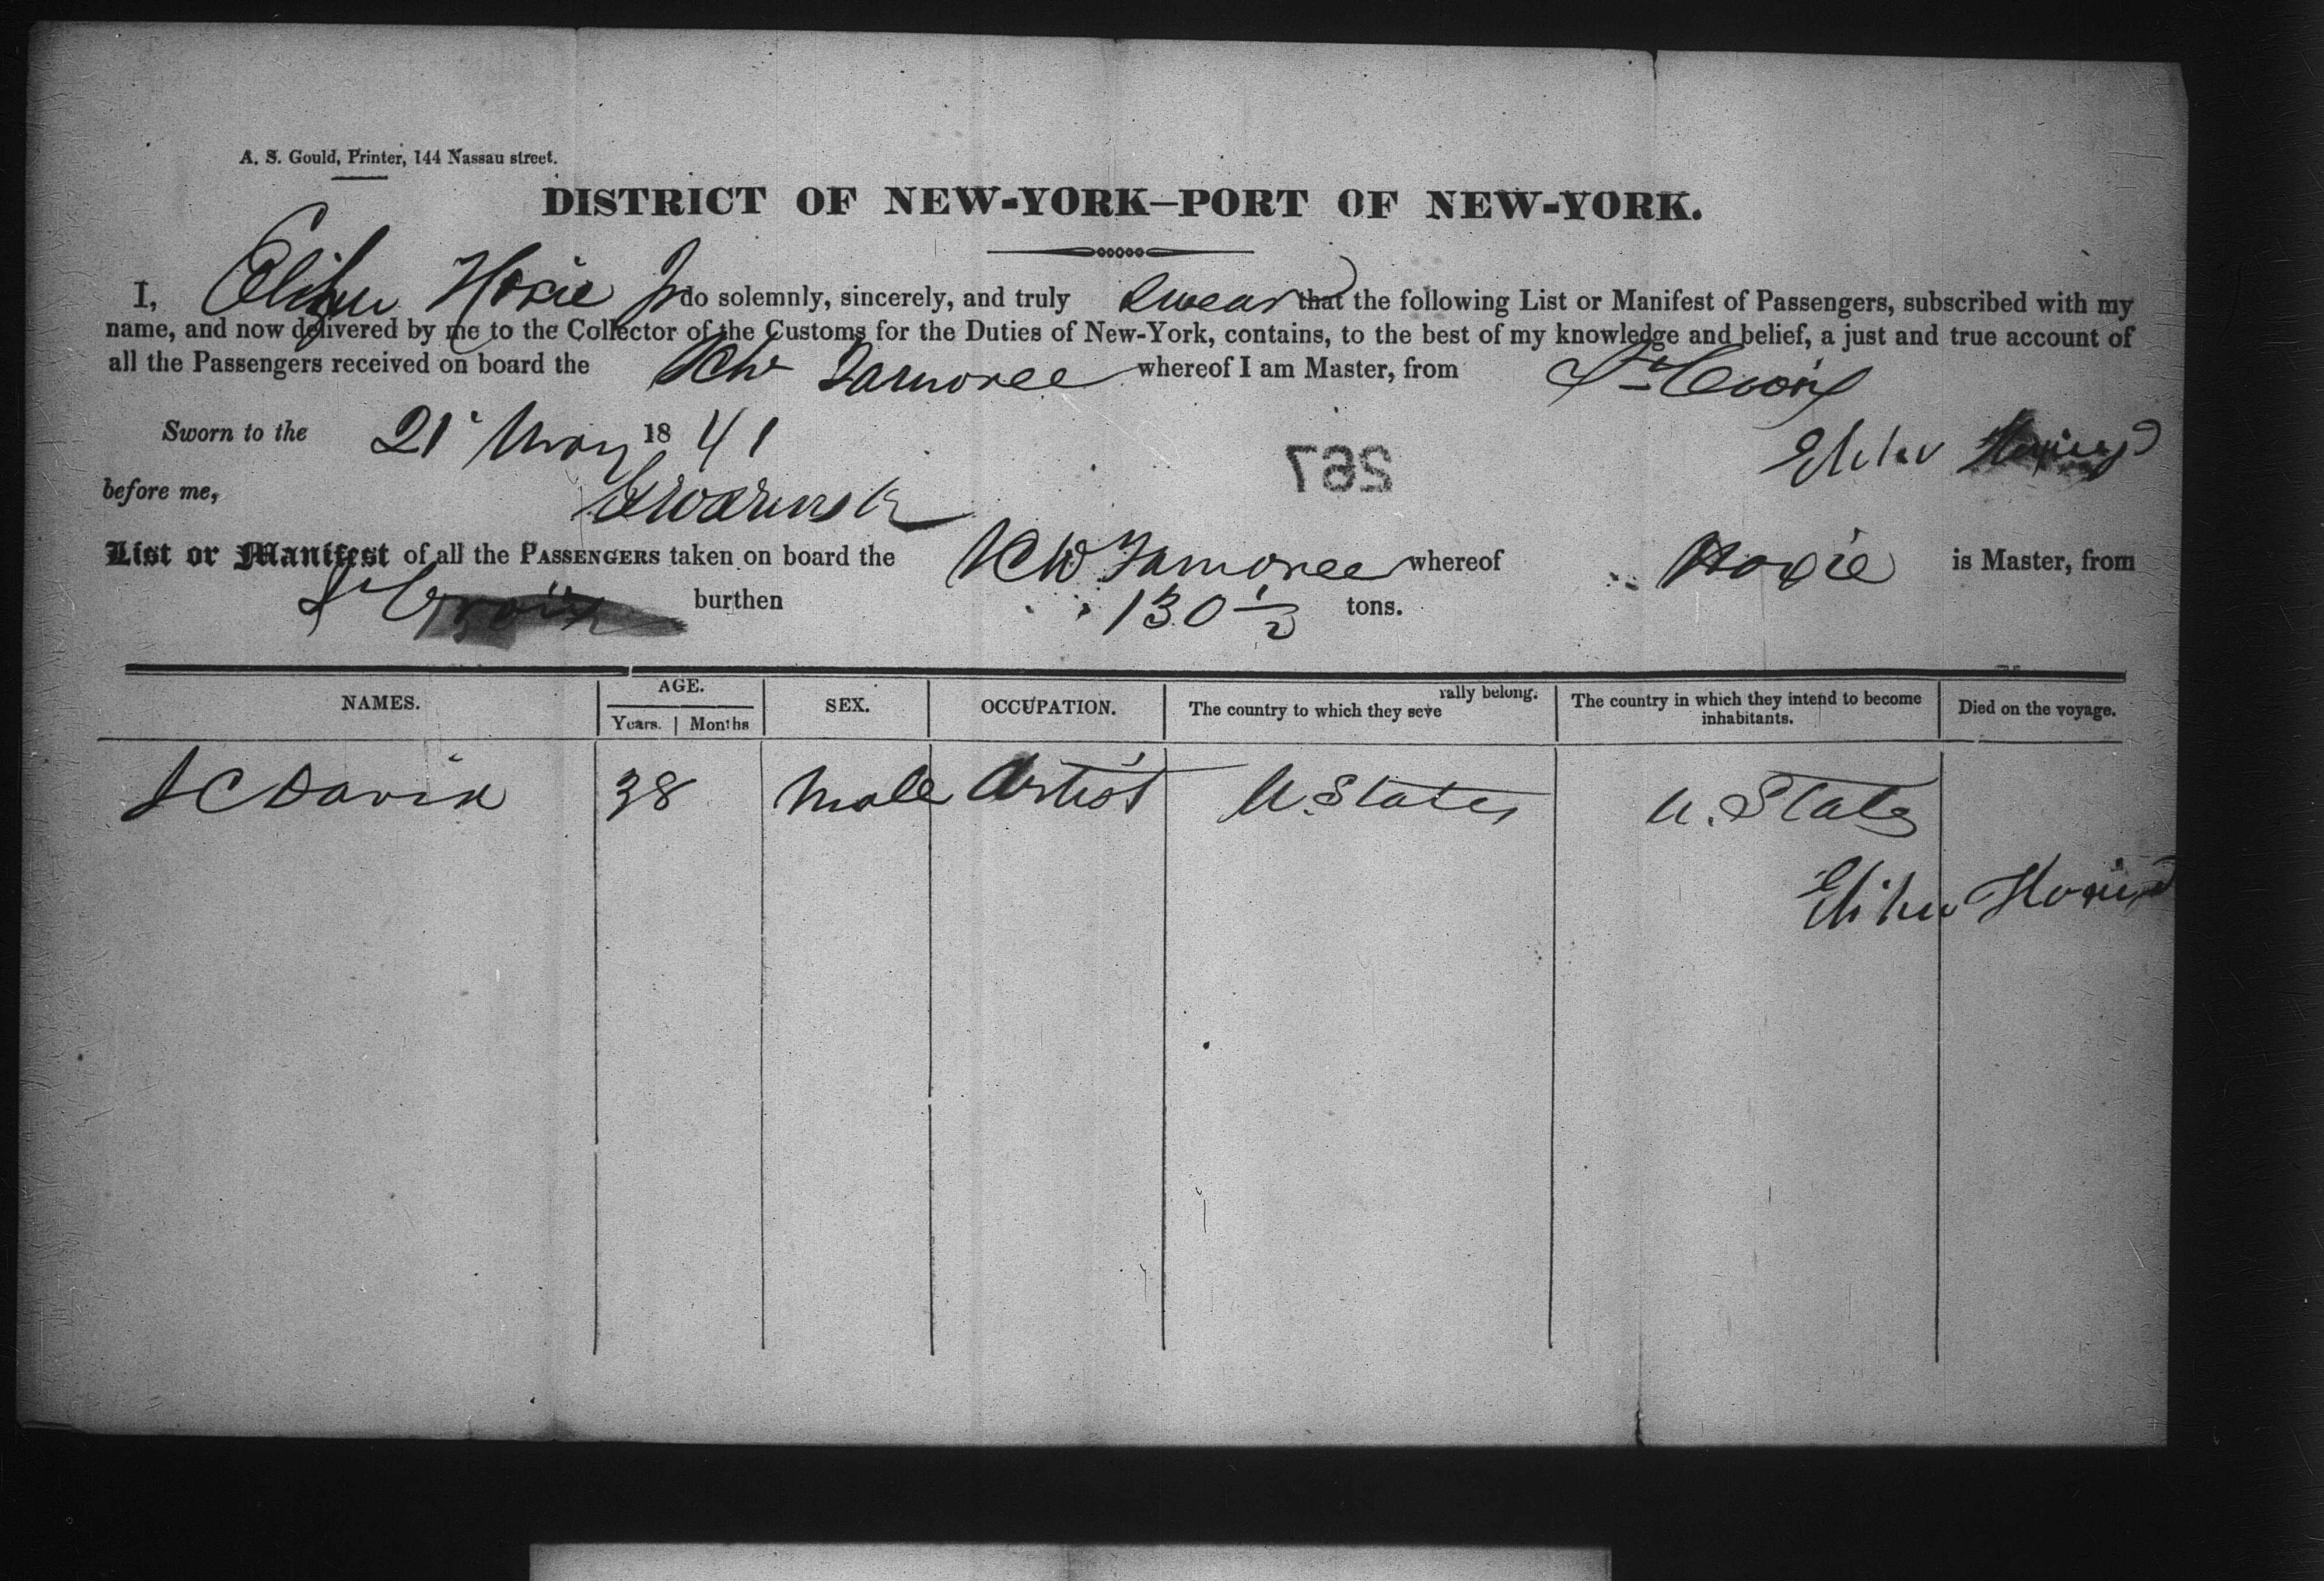 A. S. Gould, Printer, 144 Nassau street.
DISTRICT OF NEW-YORK—PORT OF NEW-YORK.
I, Elihu Hoxie Jr do solemnly, sincerely, and truly swear that the following List or Manifest of Passengers, subscribed with my
name, and now delivered by me to the Collector of the Customs for the Duties of New-York, contains, to the best of my knowledge and belief, a just and true account of
all the Passengers received on board the Schr Tamoree whereof I am Master, from St Croix
Sworn to the 21 May 1841 Elihu Hoxie Jr
before me,
267
List or Manifest of all the PASSENGERS taken on board the Schr Tamoree whereof Hoxie is Master, from
St Croix burthen 130 1/2 tons.
NAMES. AGE. SEX. OCCUPATION. The country to which they seve rally belong. The country in which they intend to become inhabitants. Died on the voyage.
Years. Months
38 Male Artist U. States U. States
Elihu Hoxie Jr